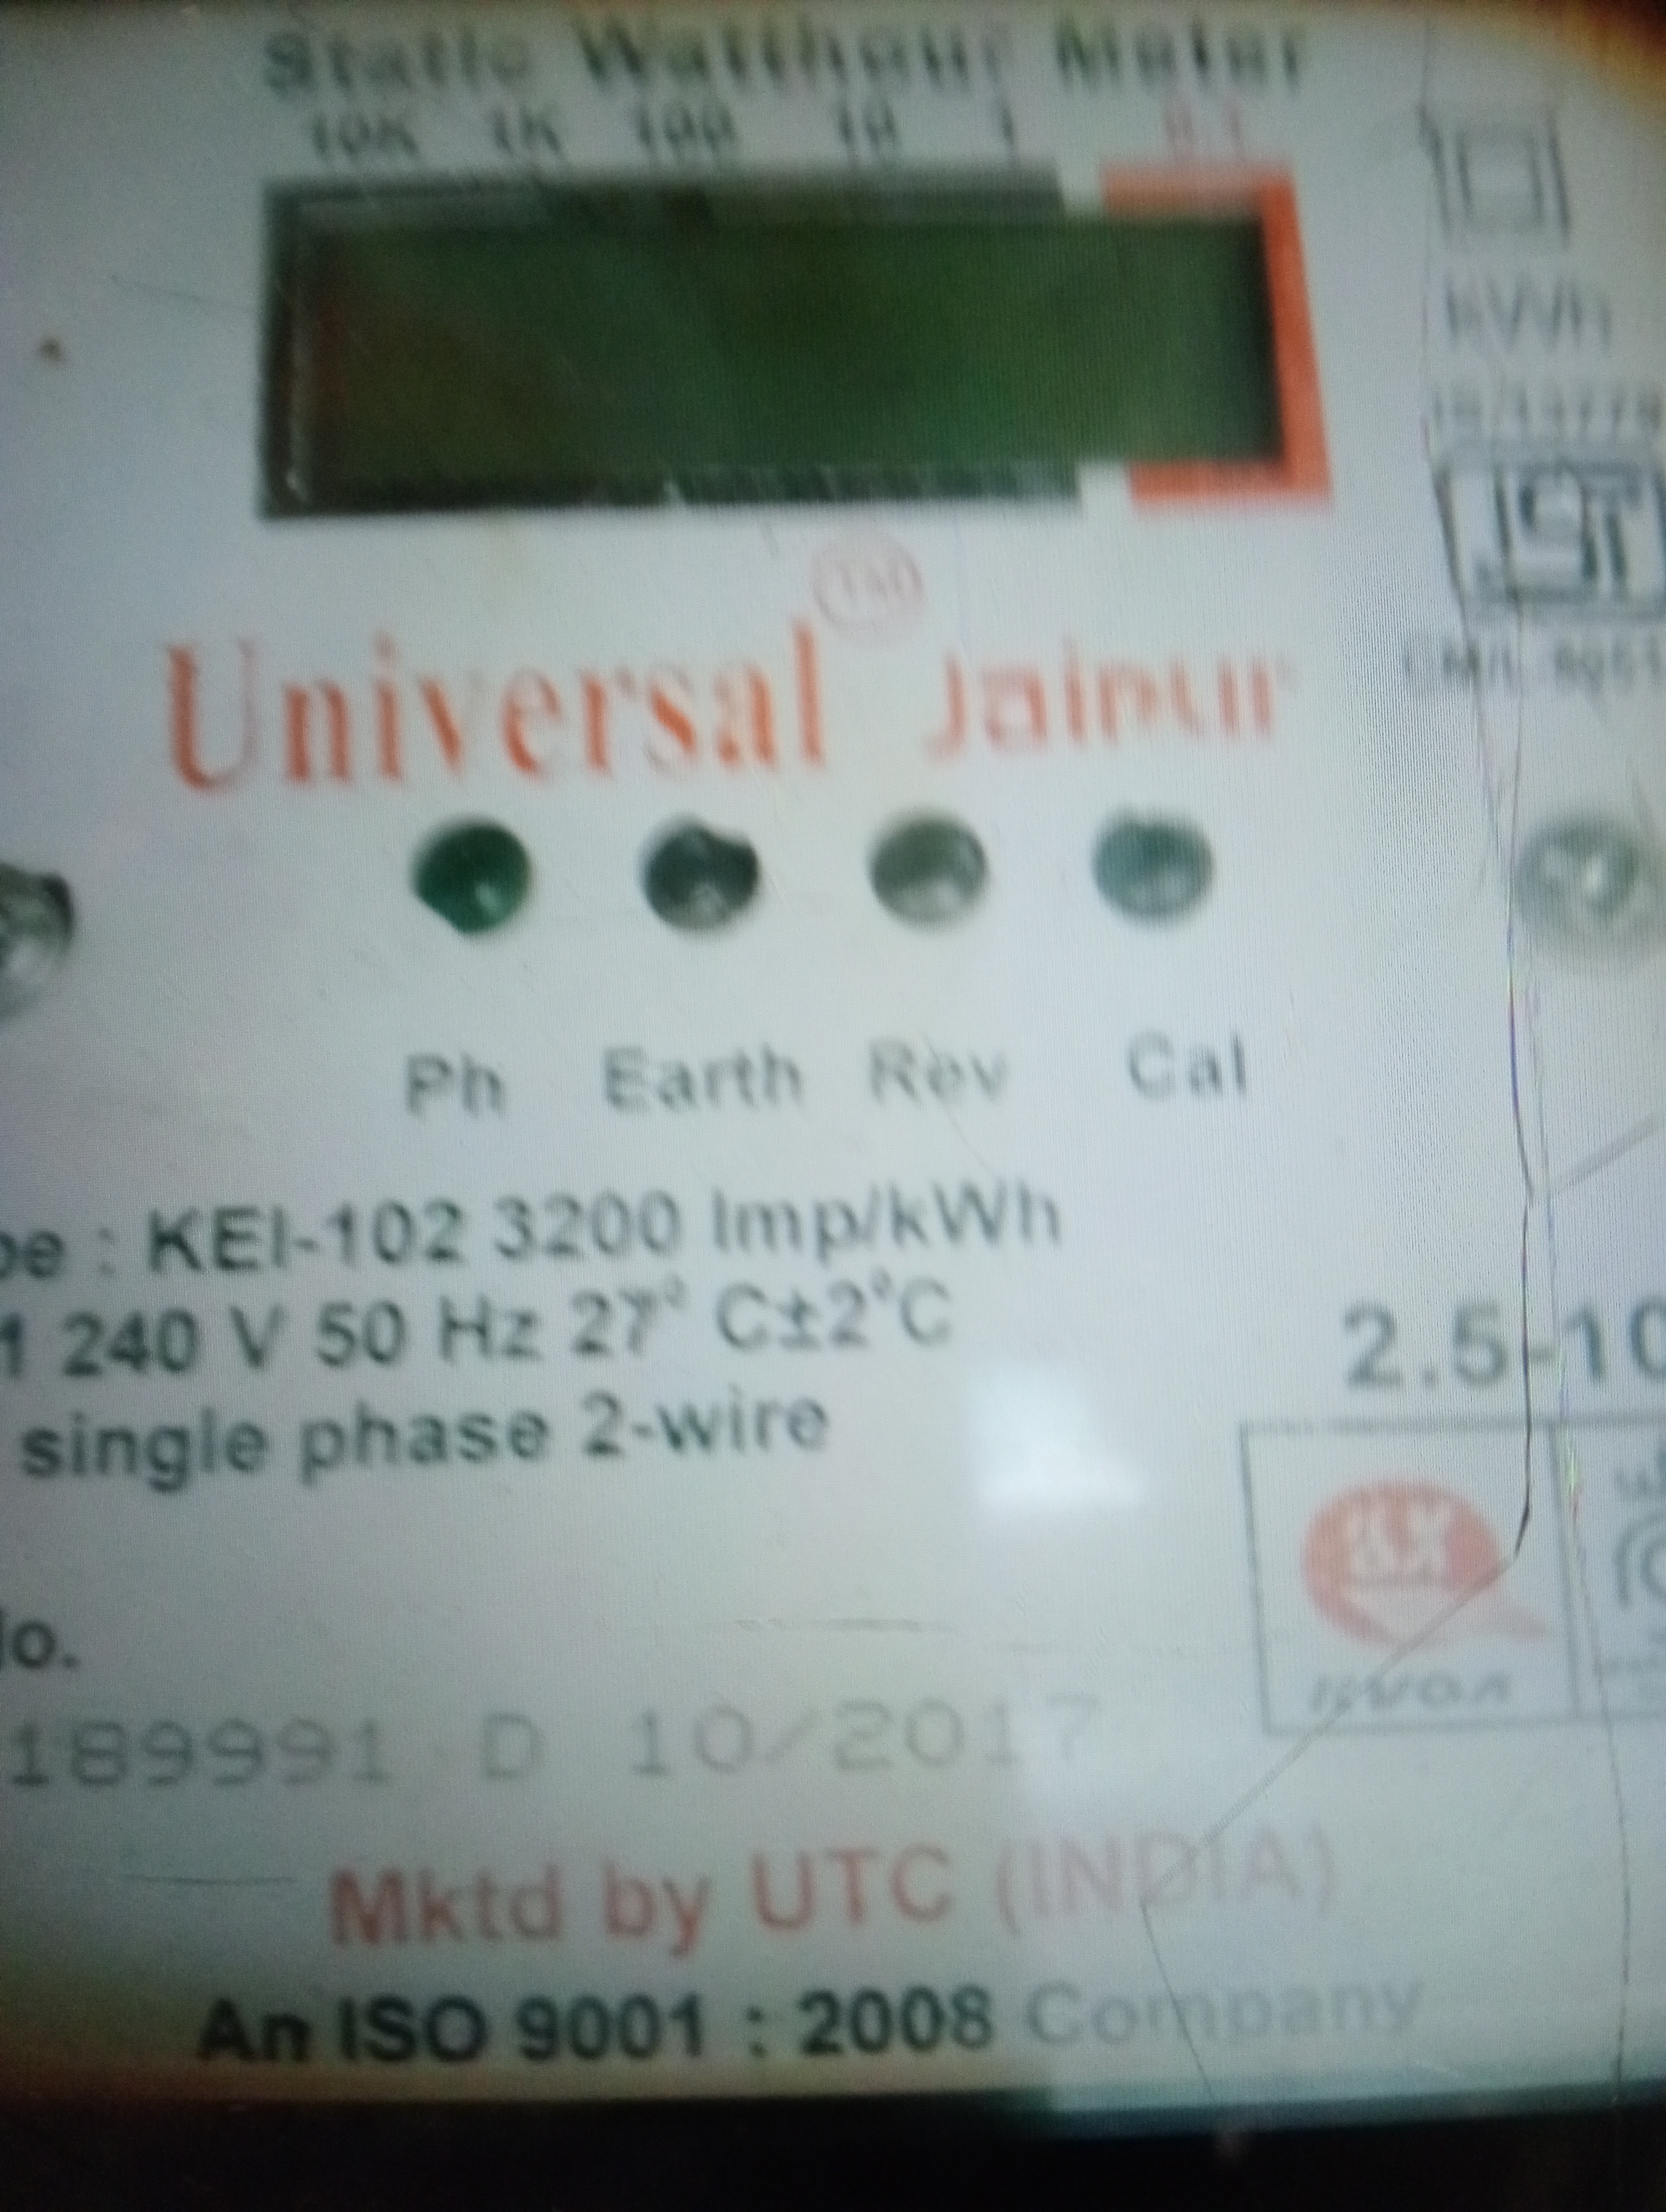 Static Watthour Meter
10K 1K 100 10 1 0.1
kWh
Universal Jaipur
Ph Earth Rev Cal
: KEI-102 3200 Imp/kWh
240 V 50 Hz 27° C±2°C
2.5-10
single phase 2-wire
189991 D 10/2017
Mktd by UTC (INDIA)
An ISO 9001 : 2008 Company